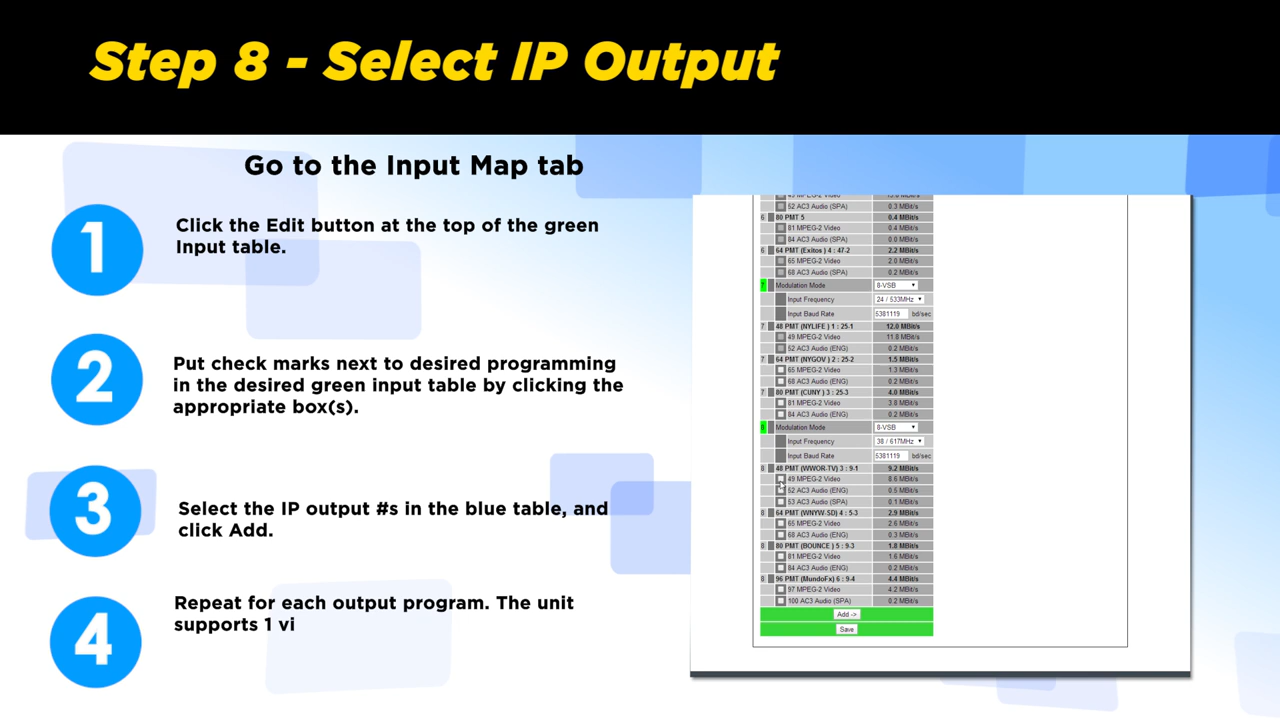 Step 8 - Select IP Output
Go to the Input Map tab
1
Click the Edit button at the top of the green
Input table.
2
Put check marks next to desired programming
in the desired green input table by clicking the
appropriate box(s).
3
Select the IP output #s in the blue table, and
click Add.
4
Repeat for each output program. The unit
supports 1 vi
52 AC3 Audio (SPA) 0.3 MBit/s
6 80 PMT 5 0.4 MBit/s
81 MPEG-2 Video 0.4 MBit/s
84 AC3 Audio (SPA) 0.0 MBit/s
6 64 PMT (Exitos ) 4 : 47-2 2.2 MBit/s
65 MPEG-2 Video 2.0 MBit/s
68 AC3 Audio (SPA) 0.2 MBit/s
7 Modulation Mode 8-VSB
Input Frequency 24 / 533MHz
Input Baud Rate 5381119 bd/sec
7 48 PMT (NYLIFE ) 1 : 25-1 12.0 MBit/s
49 MPEG-2 Video 11.8 MBit/s
52 AC3 Audio (ENG) 0.2 MBit/s
7 64 PMT (NYGOV ) 2 : 25-2 1.5 MBit/s
65 MPEG-2 Video 1.3 MBit/s
68 AC3 Audio (ENG) 0.2 MBit/s
7 80 PMT (CUNY ) 3 : 25-3 4.0 MBit/s
81 MPEG-2 Video 3.8 MBit/s
84 AC3 Audio (ENG) 0.2 MBit/s
8 Modulation Mode 8-VSB
Input Frequency 38 / 617MHz
Input Baud Rate 5381119 bd/sec
8 48 PMT (WWOR-TV) 3 : 9-1 9.2 MBit/s
49 MPEG-2 Video 8.6 MBit/s
52 AC3 Audio (ENG) 0.5 MBit/s
53 AC3 Audio (SPA) 0.1 MBit/s
8 64 PMT (WNYW-SD) 4 : 5-3 2.9 MBit/s
65 MPEG-2 Video 2.6 MBit/s
68 AC3 Audio (ENG) 0.3 MBit/s
8 80 PMT (BOUNCE ) 5 : 9-3 1.8 MBit/s
81 MPEG-2 Video 1.6 MBit/s
84 AC3 Audio (ENG) 0.2 MBit/s
8 96 PMT (MundoFx) 6 : 9-4 4.4 MBit/s
97 MPEG-2 Video 4.2 MBit/s
100 AC3 Audio (SPA) 0.2 MBit/s
Add ->
Save